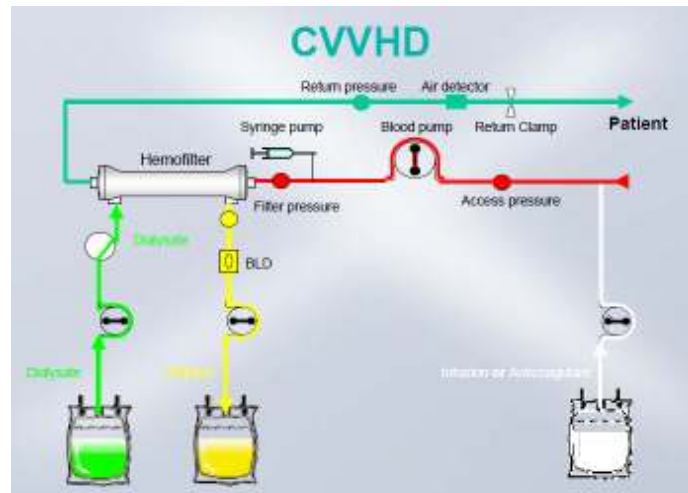 CVVHD
Return pressure
Air detector
Syringe pump
Blood pump
Return Clamp
Patient
Hemofilter
Filter pressure
Access pressure
Dialysate
BLD
Dialysate
Infusion or Anticoagulant